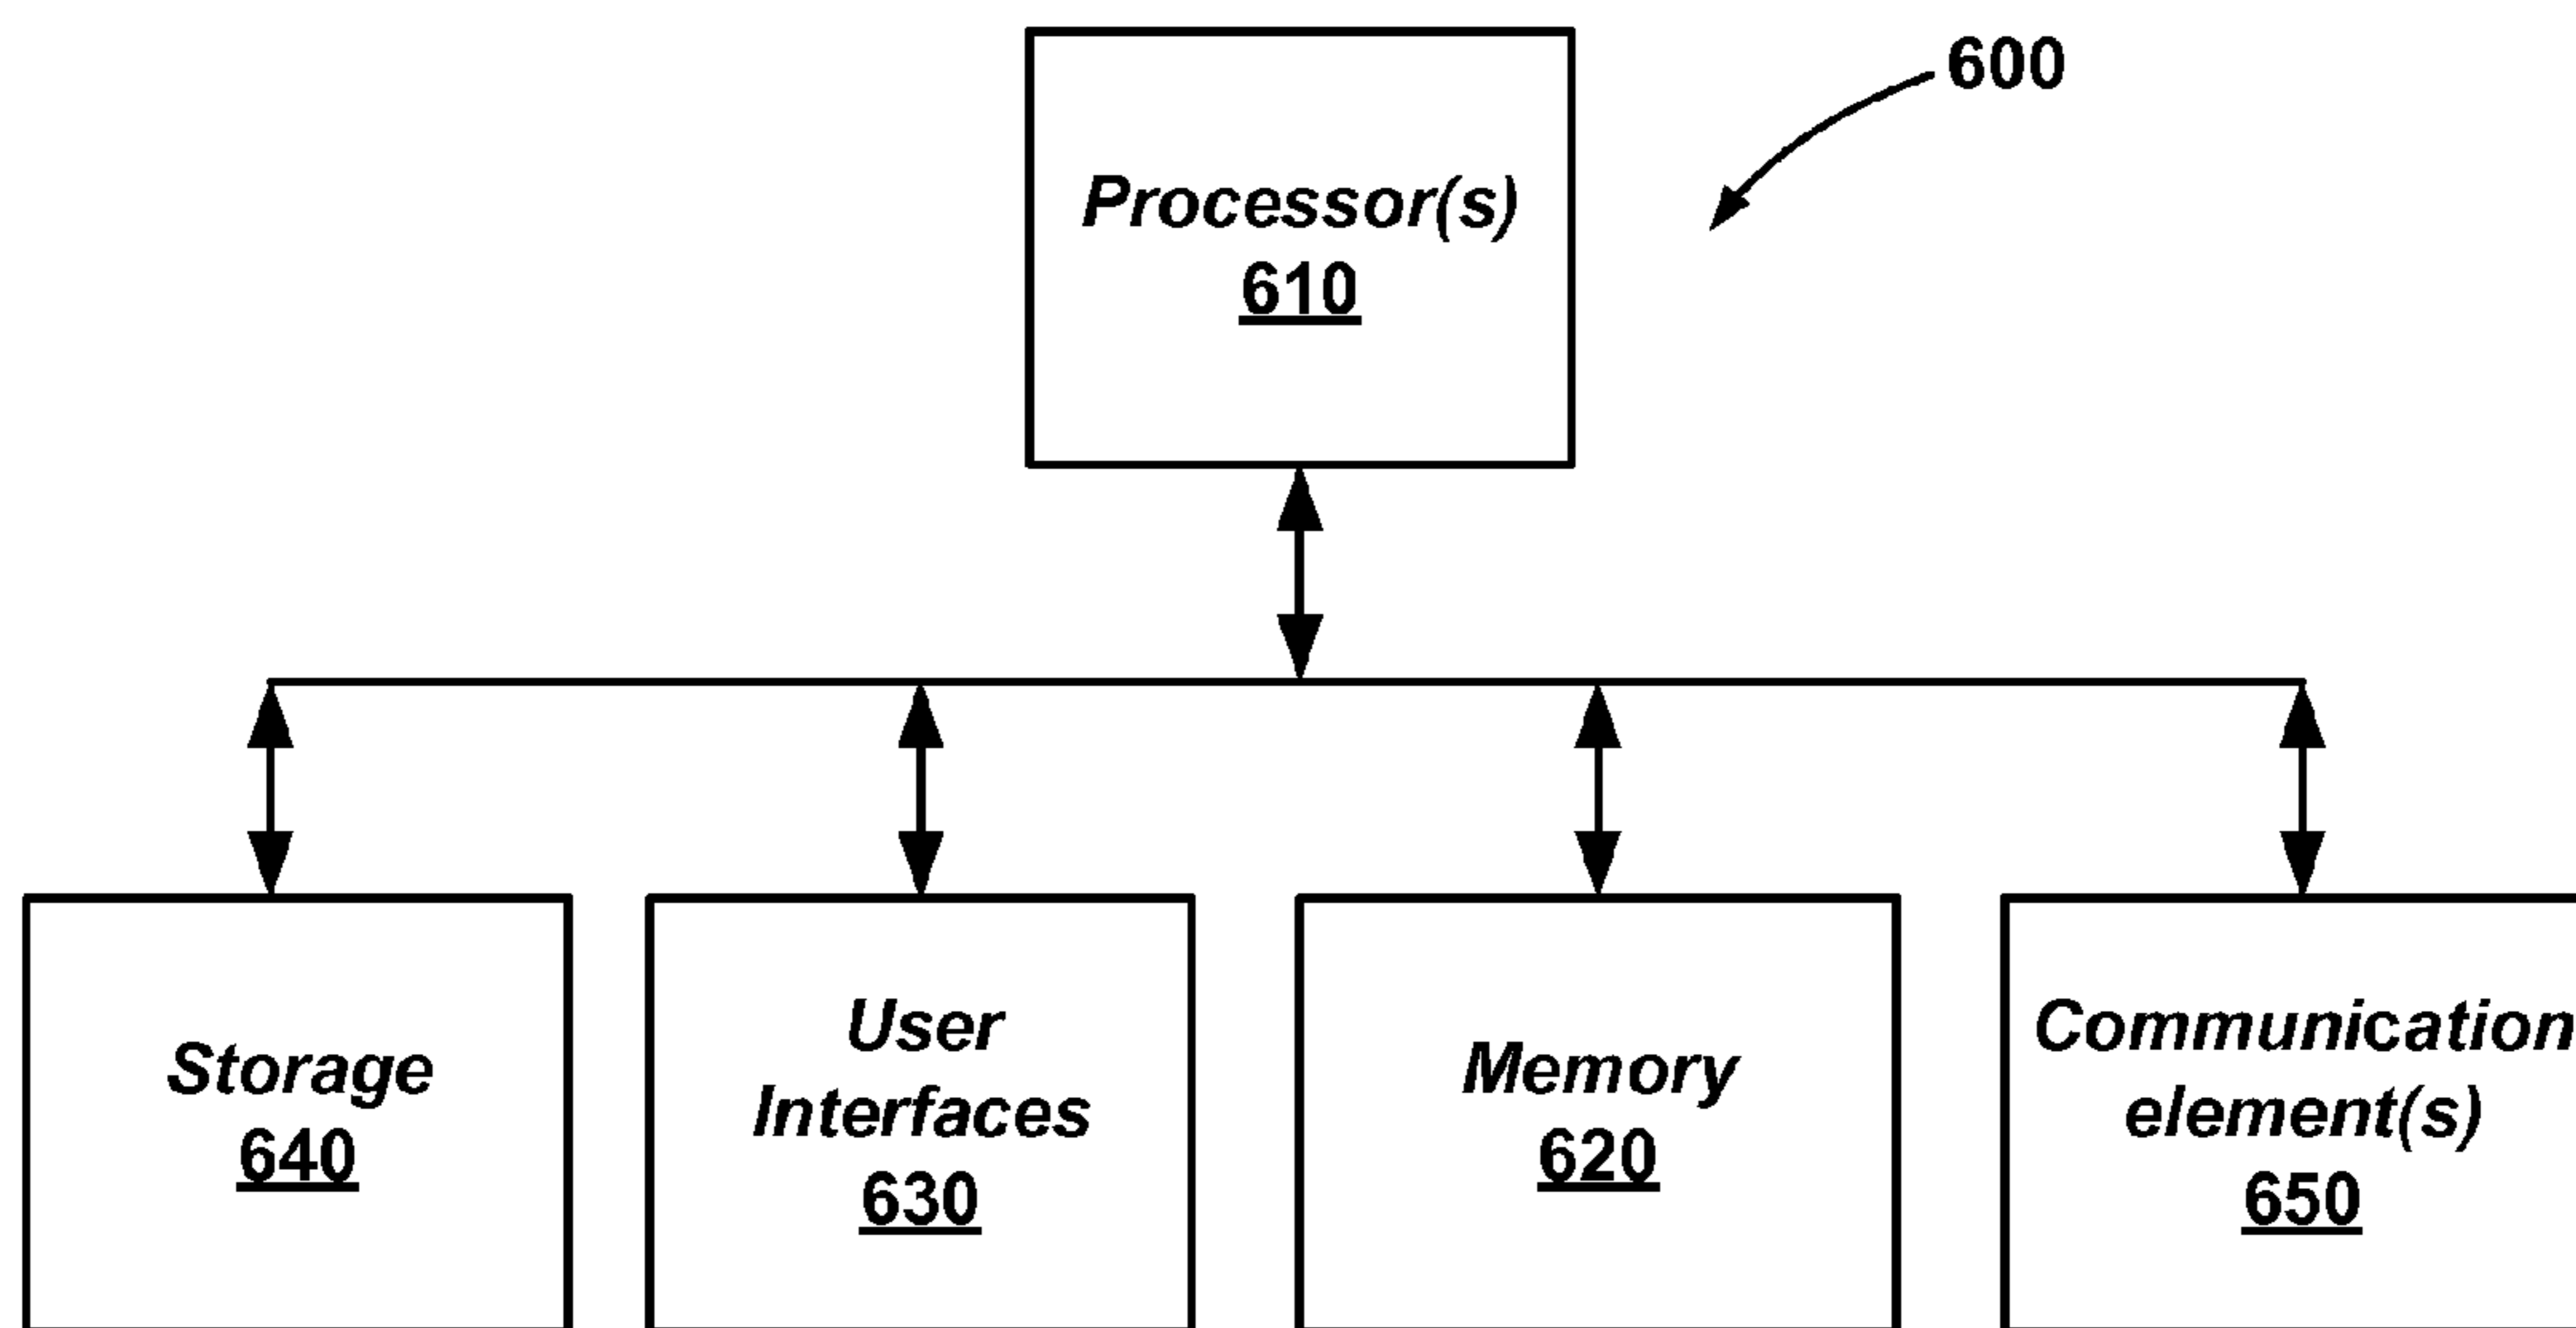 600
Processor(s)
610
Storage
640
User
Interfaces
630
Memory
620
Communication
element(s)
650